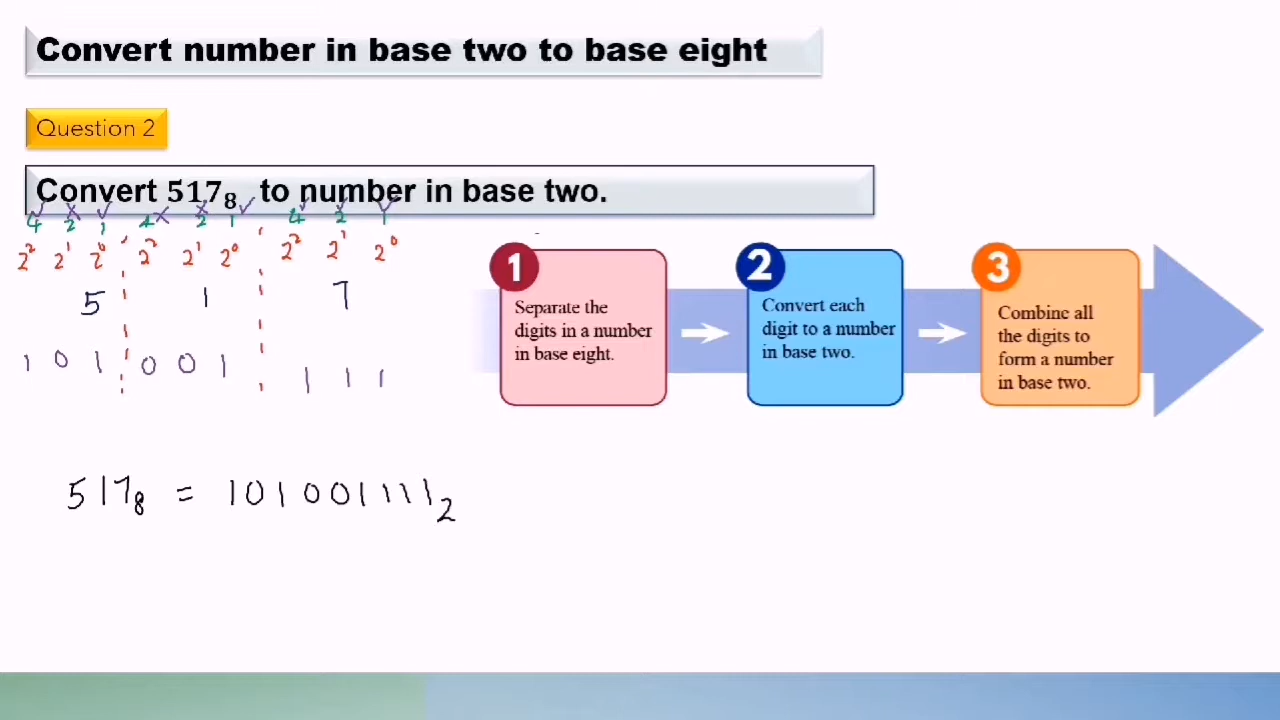 Convert number in base two to base eight
Question 2
Convert 517₈ to number in base two.
4 2 1 4 2 1 4 2 1
2² 2¹ 2⁰ 2² 2¹ 2⁰ 2² 2¹ 2⁰
5 1 7
1 0 1 0 0 1 1 1 1
517₈ = 101001111₂
1
Separate the
digits in a number
in base eight.
2
Convert each
digit to a number
in base two.
3
Combine all
the digits to
form a number
in base two.